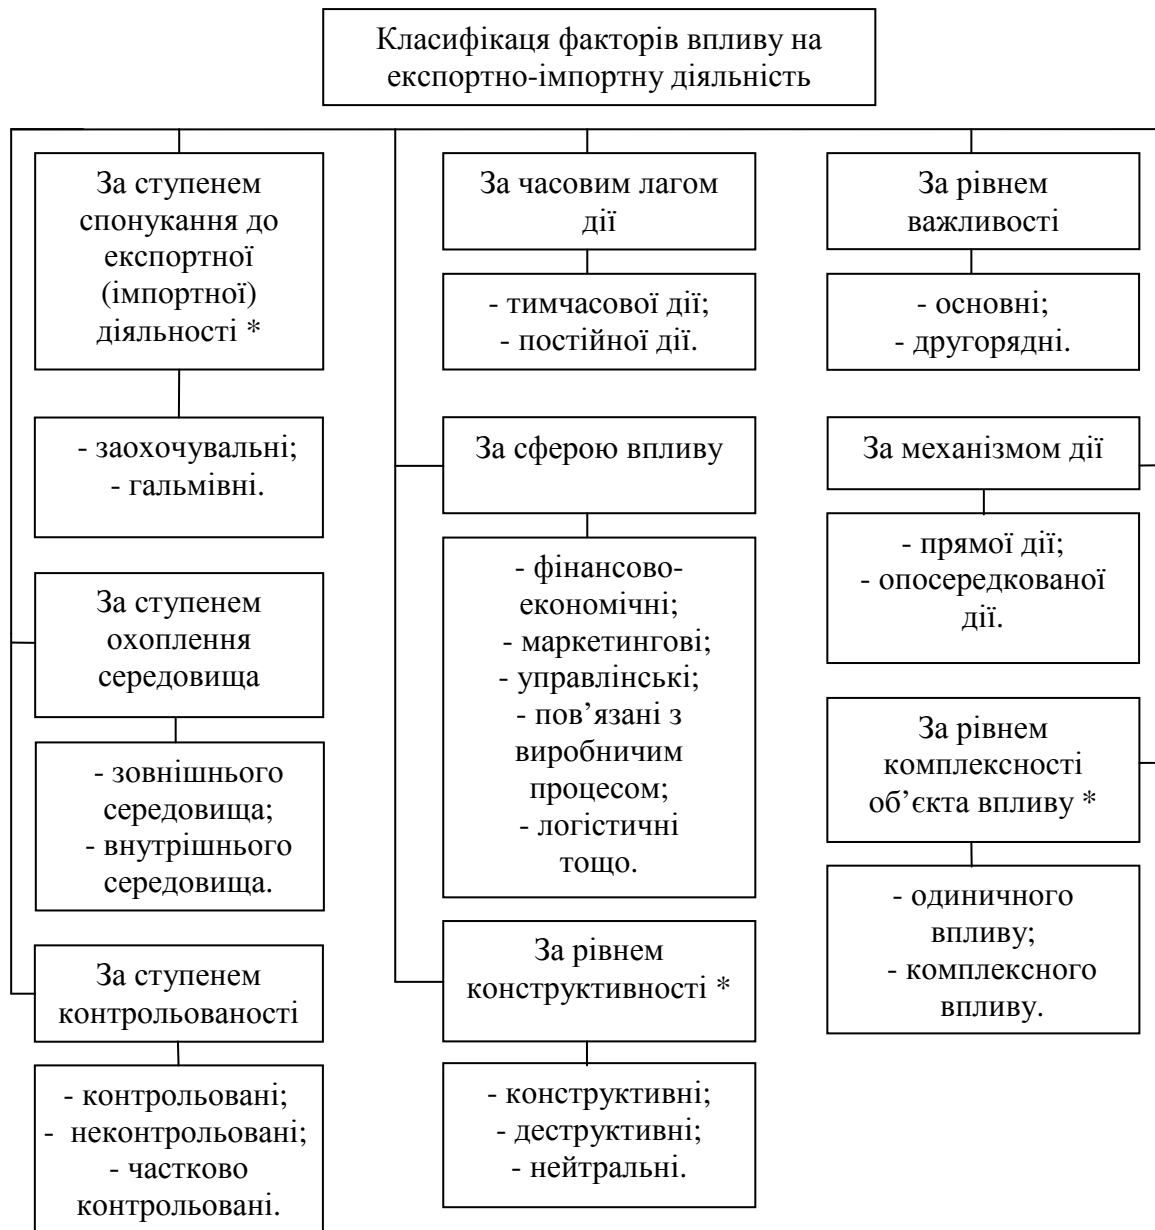 Класифікаця факторів впливу на
експортно-імпортну діяльність
За ступенем
спонукання до
експортної
(імпортної)
діяльності *
- заохочувальні;
- гальмівні.
За ступенем
охоплення
середовища
- зовнішнього
середовища;
- внутрішнього
середовища.
За ступенем
контрольованості
- контрольовані;
- неконтрольовані;
- частково
контрольовані.
За часовим лагом
дії
- тимчасової дії;
- постійної дії.
За сферою впливу
- фінансово-
економічні;
- маркетингові;
- управлінські;
- пов’язані з
виробничим
процесом;
- логістичні
тощо.
За рівнем
конструктивності *
- конструктивні;
- деструктивні;
- нейтральні.
За рівнем
важливості
- основні;
- другорядні.
За механізмом дії
- прямої дії;
- опосередкованої
дії.
За рівнем
комплексності
об’єкта впливу *
- одиничного
впливу;
- комплексного
впливу.